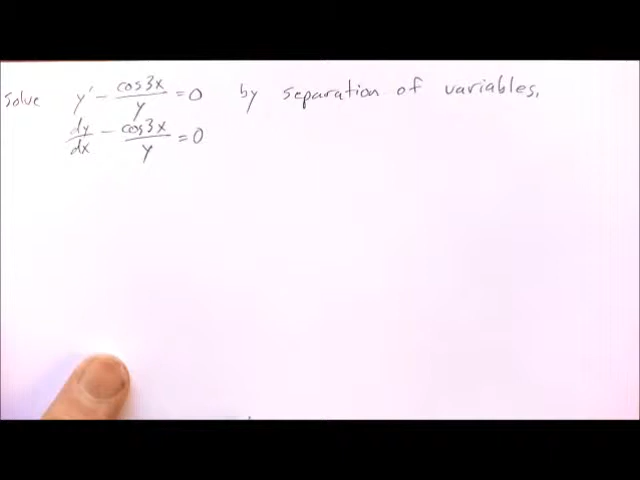 Solve y' - cos3x/y = 0 by separation of variables.
dy/dx - cos3x/y = 0